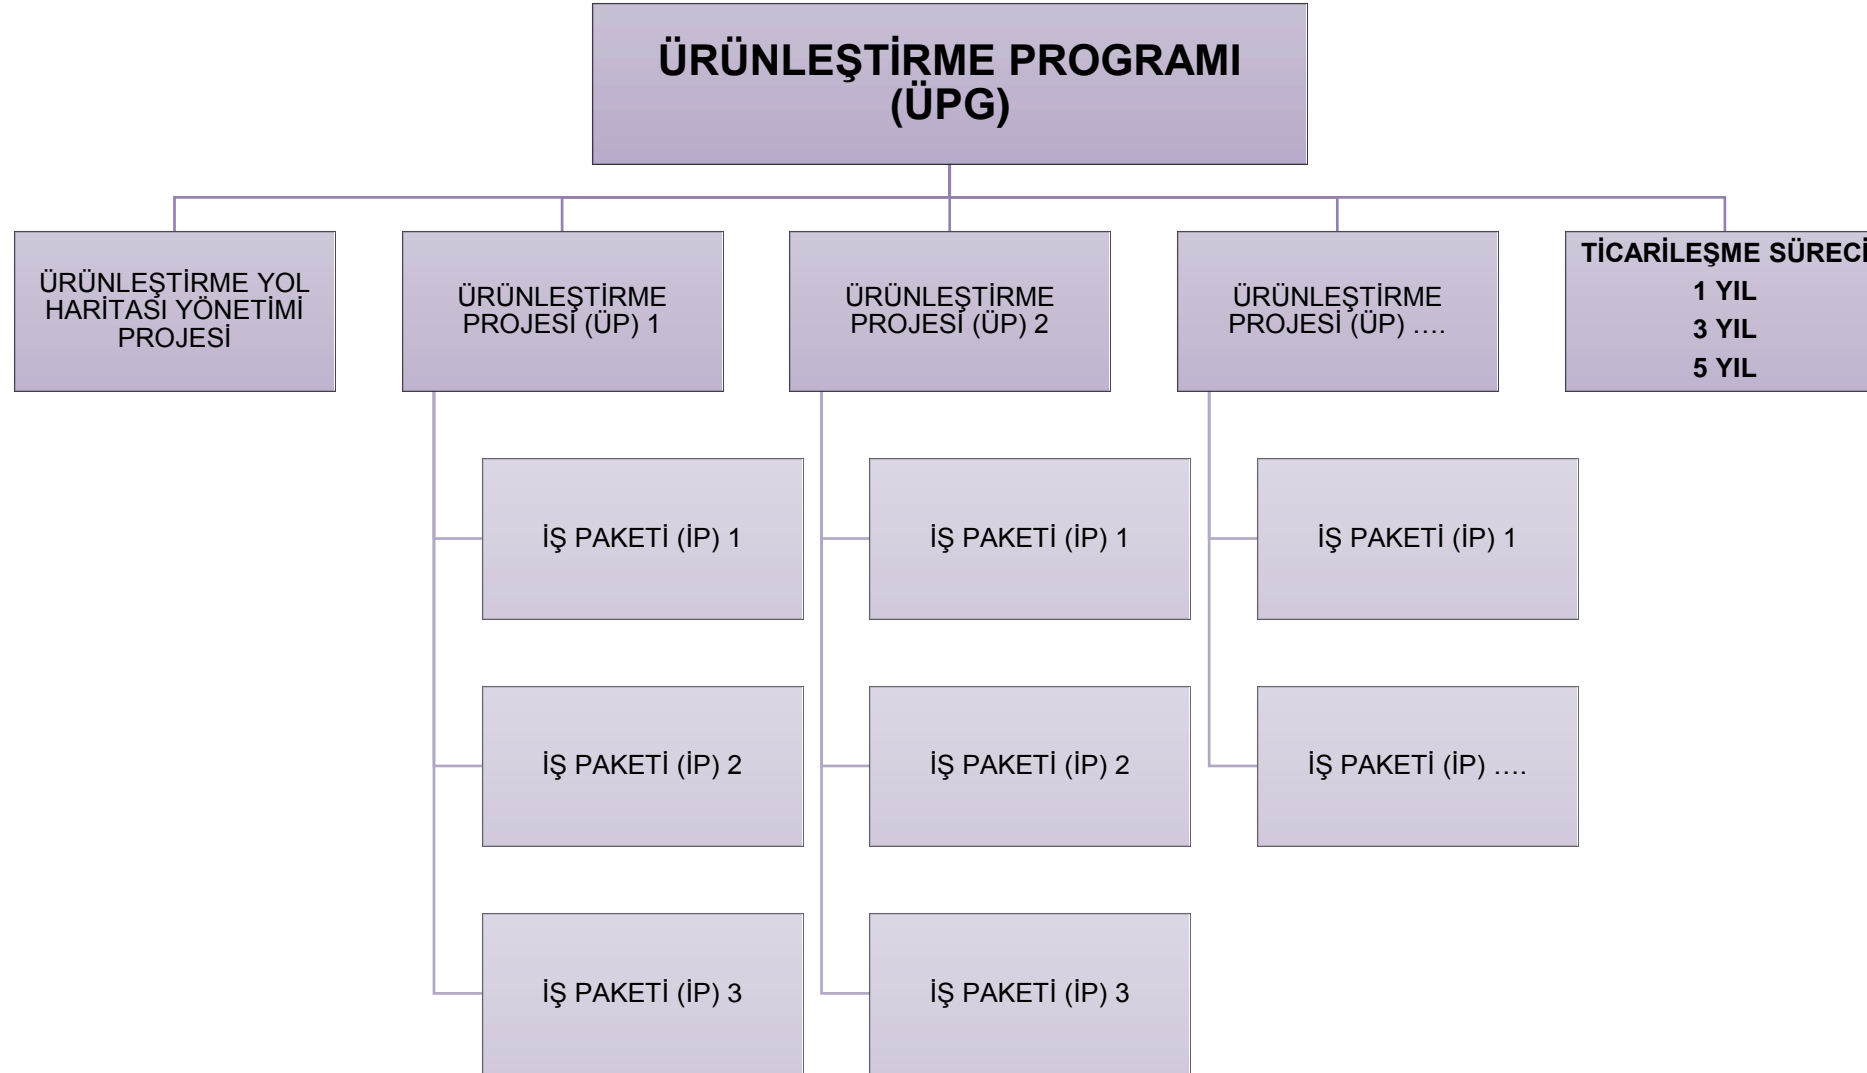 ÜRÜNLEŞTİRME PROGRAMI
(ÜPG)
ÜRÜNLEŞTİRME YOL
HARİTASI YÖNETİMİ
PROJESİ
ÜRÜNLEŞTİRME
PROJESİ (ÜP) 1
ÜRÜNLEŞTİRME
PROJESİ (ÜP) 2
ÜRÜNLEŞTİRME
PROJESİ (ÜP) ….
TİCARİLEŞME SÜRECİ
1 YIL
3 YIL
5 YIL
İŞ PAKETİ (İP) 1
İŞ PAKETİ (İP) 1
İŞ PAKETİ (İP) 1
İŞ PAKETİ (İP) 2
İŞ PAKETİ (İP) 2
İŞ PAKETİ (İP) ….
İŞ PAKETİ (İP) 3
İŞ PAKETİ (İP) 3